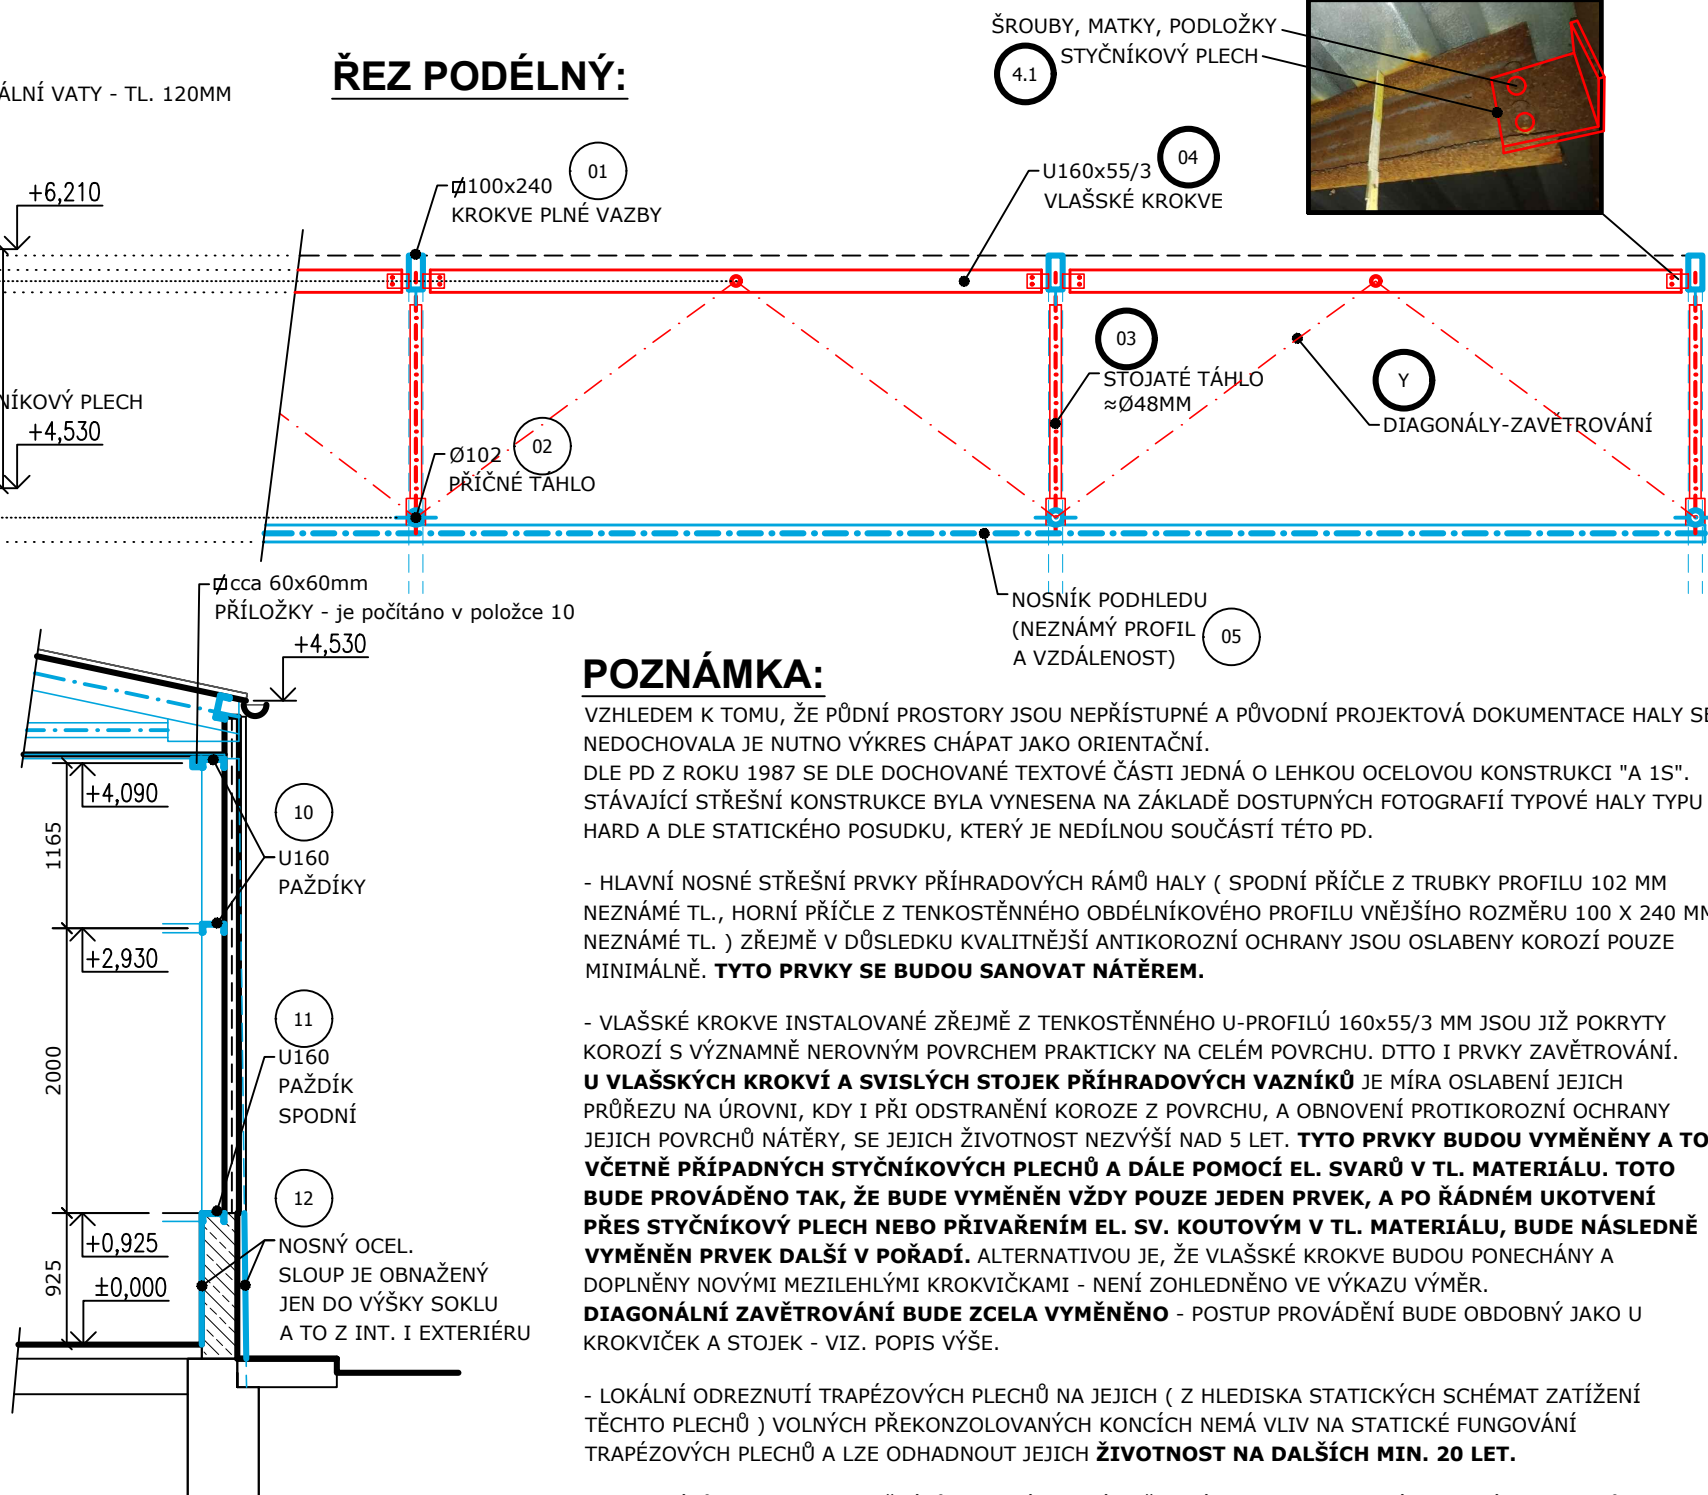 ŠROUBY, MATKY, PODLOŽKY
STYČNÍKOVÝ PLECH
4.1
ŘEZ PODÉLNÝ:
VATY - TL. 120MM
01
100x240
KROKVE PLNÉ VAZBY
04
U160x55/3
VLAŠSKÉ KROKVE
+6,210
03
STOJATÉ TÁHLO
≈Ø48MM
Y
DIAGONÁLY-ZAVĚTROVÁNÍ
PLECH
+4,530
02
Ø102
PŘÍČNÉ TÁHLO
cca 60x60mm
PŘÍLOŽKY - je počítáno v položce 10
+4,530
NOSNÍK PODHLEDU
(NEZNÁMÝ PROFIL
A VZDÁLENOST)
05
+4,090
1165
10
U160
PAŽDÍKY
+2,930
2000
11
U160
PAŽDÍK
SPODNÍ
12
+0,925
925
±0,000
NOSNÝ OCEL.
SLOUP JE OBNAŽENÝ
JEN DO VÝŠKY SOKLU
A TO Z INT. I EXTERIÉRU
POZNÁMKA:
VZHLEDEM K TOMU, ŽE PŮDNÍ PROSTORY JSOU NEPŘÍSTUPNÉ A PŮVODNÍ PROJEKTOVÁ DOKUMENTACE HALY SE
NEDOCHOVALA JE NUTNO VÝKRES CHÁPAT JAKO ORIENTAČNÍ.
DLE PD Z ROKU 1987 SE DLE DOCHOVANÉ TEXTOVÉ ČÁSTI JEDNÁ O LEHKOU OCELOVOU KONSTRUKCI "A 1S".
STÁVAJÍCÍ STŘEŠNÍ KONSTRUKCE BYLA VYNESENA NA ZÁKLADĚ DOSTUPNÝCH FOTOGRAFIÍ TYPOVÉ HALY TYPU
HARD A DLE STATICKÉHO POSUDKU, KTERÝ JE NEDÍLNOU SOUČÁSTÍ TÉTO PD.
- HLAVNÍ NOSNÉ STŘEŠNÍ PRVKY PŘÍHRADOVÝCH RÁMŮ HALY ( SPODNÍ PŘÍČLE Z TRUBKY PROFILU 102 MM
NEZNÁMÉ TL., HORNÍ PŘÍČLE Z TENKOSTĚNNÉHO OBDÉLNÍKOVÉHO PROFILU VNĚJŠÍHO ROZMĚRU 100 X 240 MM
NEZNÁMÉ TL. ) ZŘEJMĚ V DŮSLEDKU KVALITNĚJŠÍ ANTIKOROZNÍ OCHRANY JSOU OSLABENY KOROZÍ POUZE
MINIMÁLNĚ. TYTO PRVKY SE BUDOU SANOVAT NÁTĚREM.
- VLAŠSKÉ KROKVE INSTALOVANÉ ZŘEJMĚ Z TENKOSTĚNNÉHO U-PROFILÚ 160x55/3 MM JSOU JIŽ POKRYTY
KOROZÍ S VÝZNAMNĚ NEROVNÝM POVRCHEM PRAKTICKY NA CELÉM POVRCHU. DTTO I PRVKY ZAVĚTROVÁNÍ.
U VLAŠSKÝCH KROKVÍ A SVISLÝCH STOJEK PŘÍHRADOVÝCH VAZNÍKŮ JE MÍRA OSLABENÍ JEJICH
PRŮŘEZU NA ÚROVNI, KDY I PŘI ODSTRANĚNÍ KOROZE Z POVRCHU, A OBNOVENÍ PROTIKOROZNÍ OCHRANY
JEJICH POVRCHŮ NÁTĚRY, SE JEJICH ŽIVOTNOST NEZVÝŠÍ NAD 5 LET. TYTO PRVKY BUDOU VYMĚNĚNY A TO
VČETNĚ PŘÍPADNÝCH STYČNÍKOVÝCH PLECHŮ A DÁLE POMOCÍ EL. SVARŮ V TL. MATERIÁLU. TOTO
BUDE PROVÁDĚNO TAK, ŽE BUDE VYMĚNĚN VŽDY POUZE JEDEN PRVEK, A PO ŘÁDNÉM UKOTVENÍ
PŘES STYČNÍKOVÝ PLECH NEBO PŘIVAŘENÍM EL. SV. KOUTOVÝM V TL. MATERIÁLU, BUDE NÁSLEDNĚ
VYMĚNĚN PRVEK DALŠÍ V POŘADÍ. ALTERNATIVOU JE, ŽE VLAŠSKÉ KROKVE BUDOU PONECHÁNY A
DOPLNĚNY NOVÝMI MEZILEHLÝMI KROKVIČKAMI - NENÍ ZOHLEDNĚNO VE VÝKAZU VÝMĚR.
DIAGONÁLNÍ ZAVĚTROVÁNÍ BUDE ZCELA VYMĚNĚNO - POSTUP PROVÁDĚNÍ BUDE OBDOBNÝ JAKO U
KROKVIČEK A STOJEK - VIZ. POPIS VÝŠE.
- LOKÁLNÍ ODREZNUTÍ TRAPÉZOVÝCH PLECHŮ NA JEJICH ( Z HLEDISKA STATICKÝCH SCHÉMAT ZATÍŽENÍ
TĚCHTO PLECHŮ ) VOLNÝCH PŘEKONZOLOVANÝCH KONCÍCH NEMÁ VLIV NA STATICKÉ FUNGOVÁNÍ
TRAPÉZOVÝCH PLECHŮ A LZE ODHADNOUT JEJICH ŽIVOTNOST NA DALŠÍCH MIN. 20 LET.